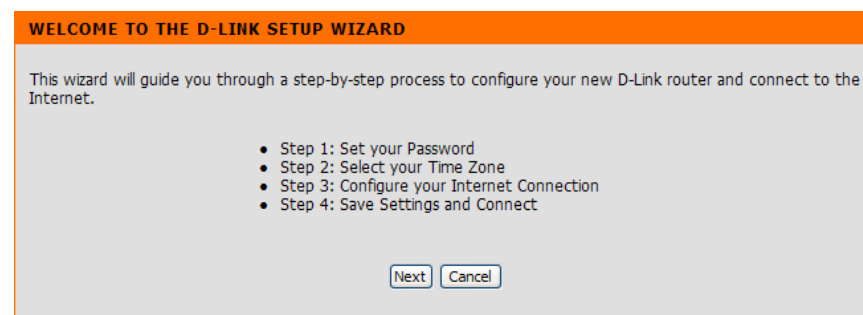 WELCOME TO THE D-LINK SETUP WIZARD
This wizard will guide you through a step-by-step process to configure your new D-Link router and connect to the
Internet.
• Step 1: Set your Password
• Step 2: Select your Time Zone
• Step 3: Configure your Internet Connection
• Step 4: Save Settings and Connect
Next Cancel